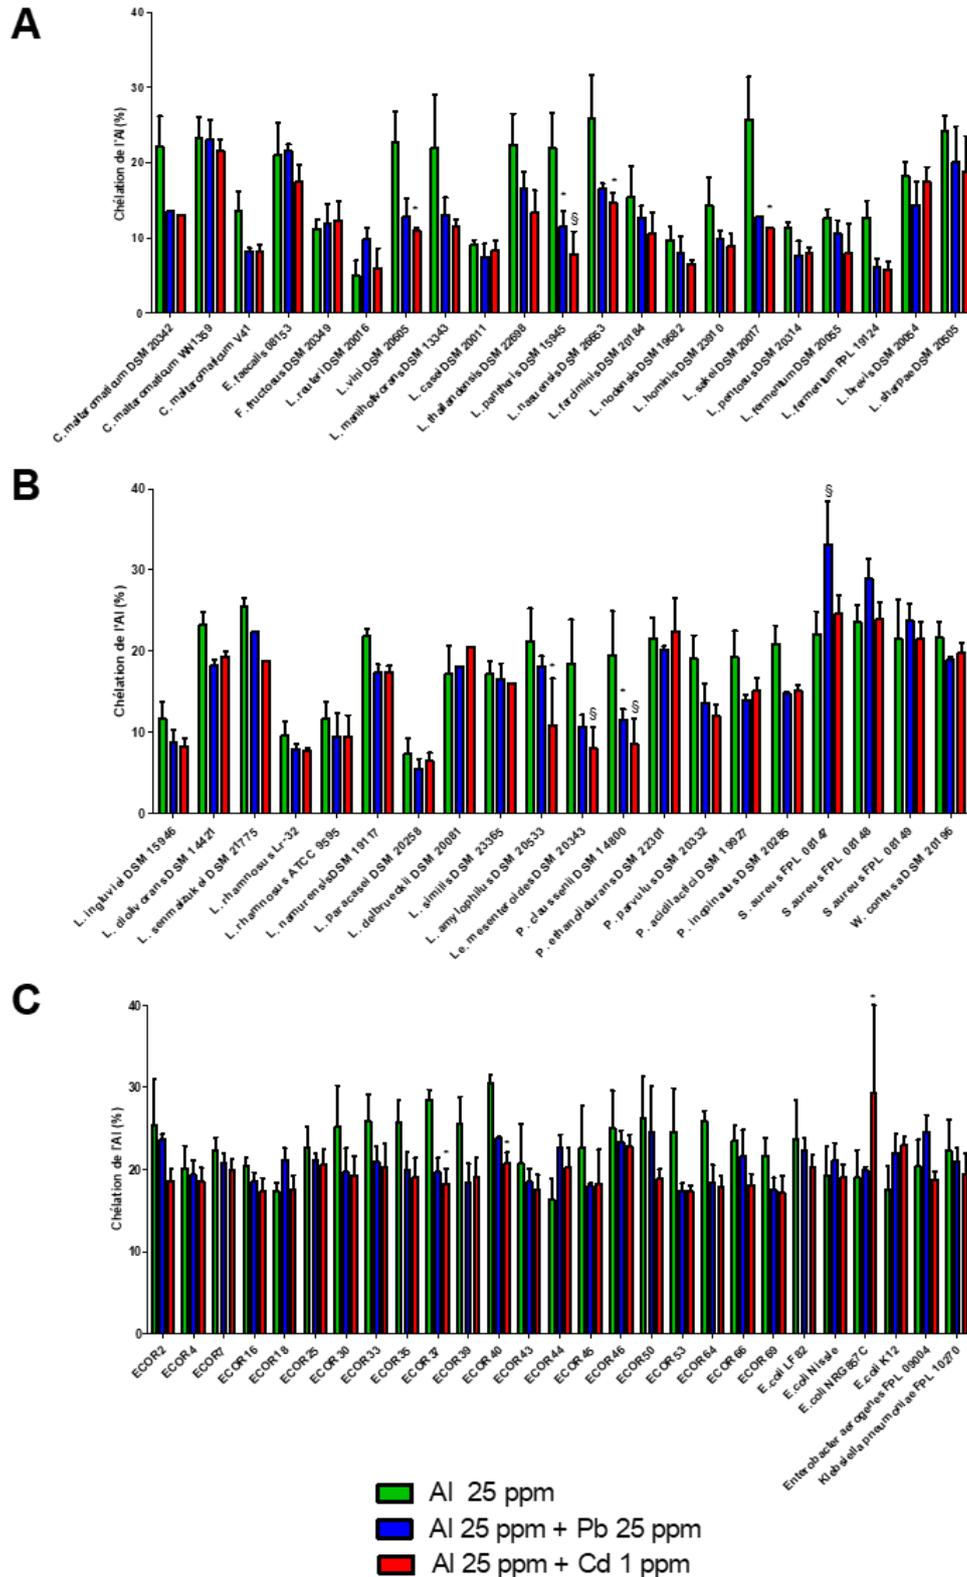 A
40
30
20
10
0
Chélation de l'Al (%)
* * § * *
C. maltaromaticum DSM 20342
C. maltaromaticum V41
E. faecalis 08153
F. fructosus DSM 20349
L. reuteri DSM 20016
L. vini DSM 20605
L. manihotivorans DSM 13343
L. casei DSM 20011
L. thailandensis DSM 22698
L. pantheris DSM 15945
L. nasuensis
L. farciminis DSM 20184
L. nodensis DSM 19682
L. hominis DSM 23910
L. sakei DSM 20017
L. pentosus DSM 20314
L. fermentum DSM 20055
L. fermentum
L. brevis DSM 20054
L. sharpae DSM 20505
B
40
30
20
10
0
Chélation de l'Al (%)
* § * § §
L. ingluviei DSM 15946
L. diolivorans DSM 14421
L. senmaizukei DSM 21775
L. rhamnosus Lr-32
L. rhamnosus ATCC 9595
L. namurensis DSM 19117
L. paracasei DSM 20258
L. delbrueckii DSM 20081
L. similis DSM 23365
L. amylophilus DSM 20533
Le. mesenteroides DSM 20343
P. claussenii DSM 14800
P. ethanolidurans DSM 22301
P. parvulus DSM 20332
P. acidilactici DSM 19927
P. inopinatus DSM 20285
S. aureus FPL 08147
S. aureus FPL 08148
S. aureus FPL 08149
W. confusa DSM 20196
C
40
30
20
10
0
Chélation de l'Al (%)
* * *
ECOR2
ECOR4
ECOR7
ECOR16
ECOR18
ECOR25
ECOR30
ECOR33
ECOR35
ECOR37
ECOR39
ECOR40
ECOR43
ECOR44
ECOR45
ECOR46
ECOR50
ECOR53
ECOR64
ECOR66
ECOR69
E.coli LF82
E.coli Nissle
E.coli NRG857C
E.coli K12
Enterobacter aerogenes FPL 09004
Klebsiella pneumoniae FPL 10270
Al 25 ppm
Al 25 ppm + Pb 25 ppm
Al 25 ppm + Cd 1 ppm